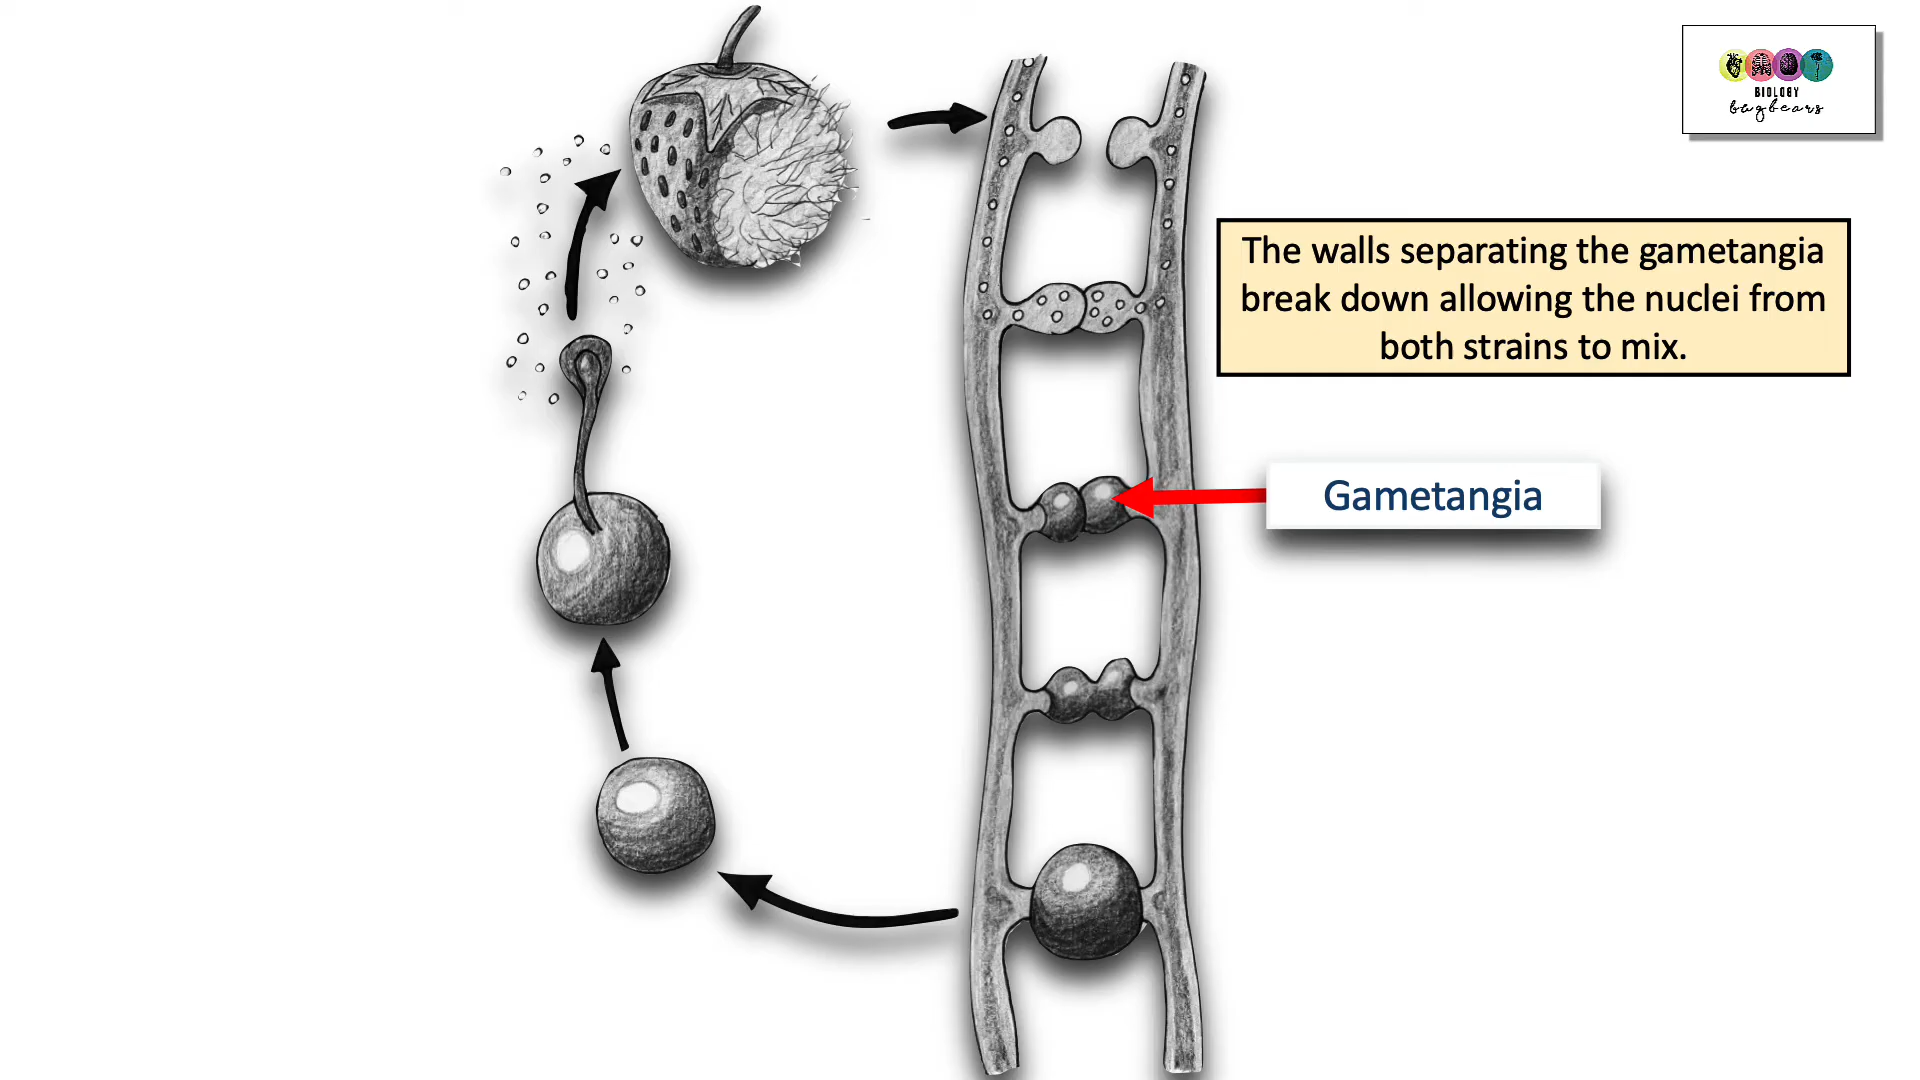 BIOLOGY
bugbears
The walls separating the gametangia
break down allowing the nuclei from
both strains to mix.
Gametangia